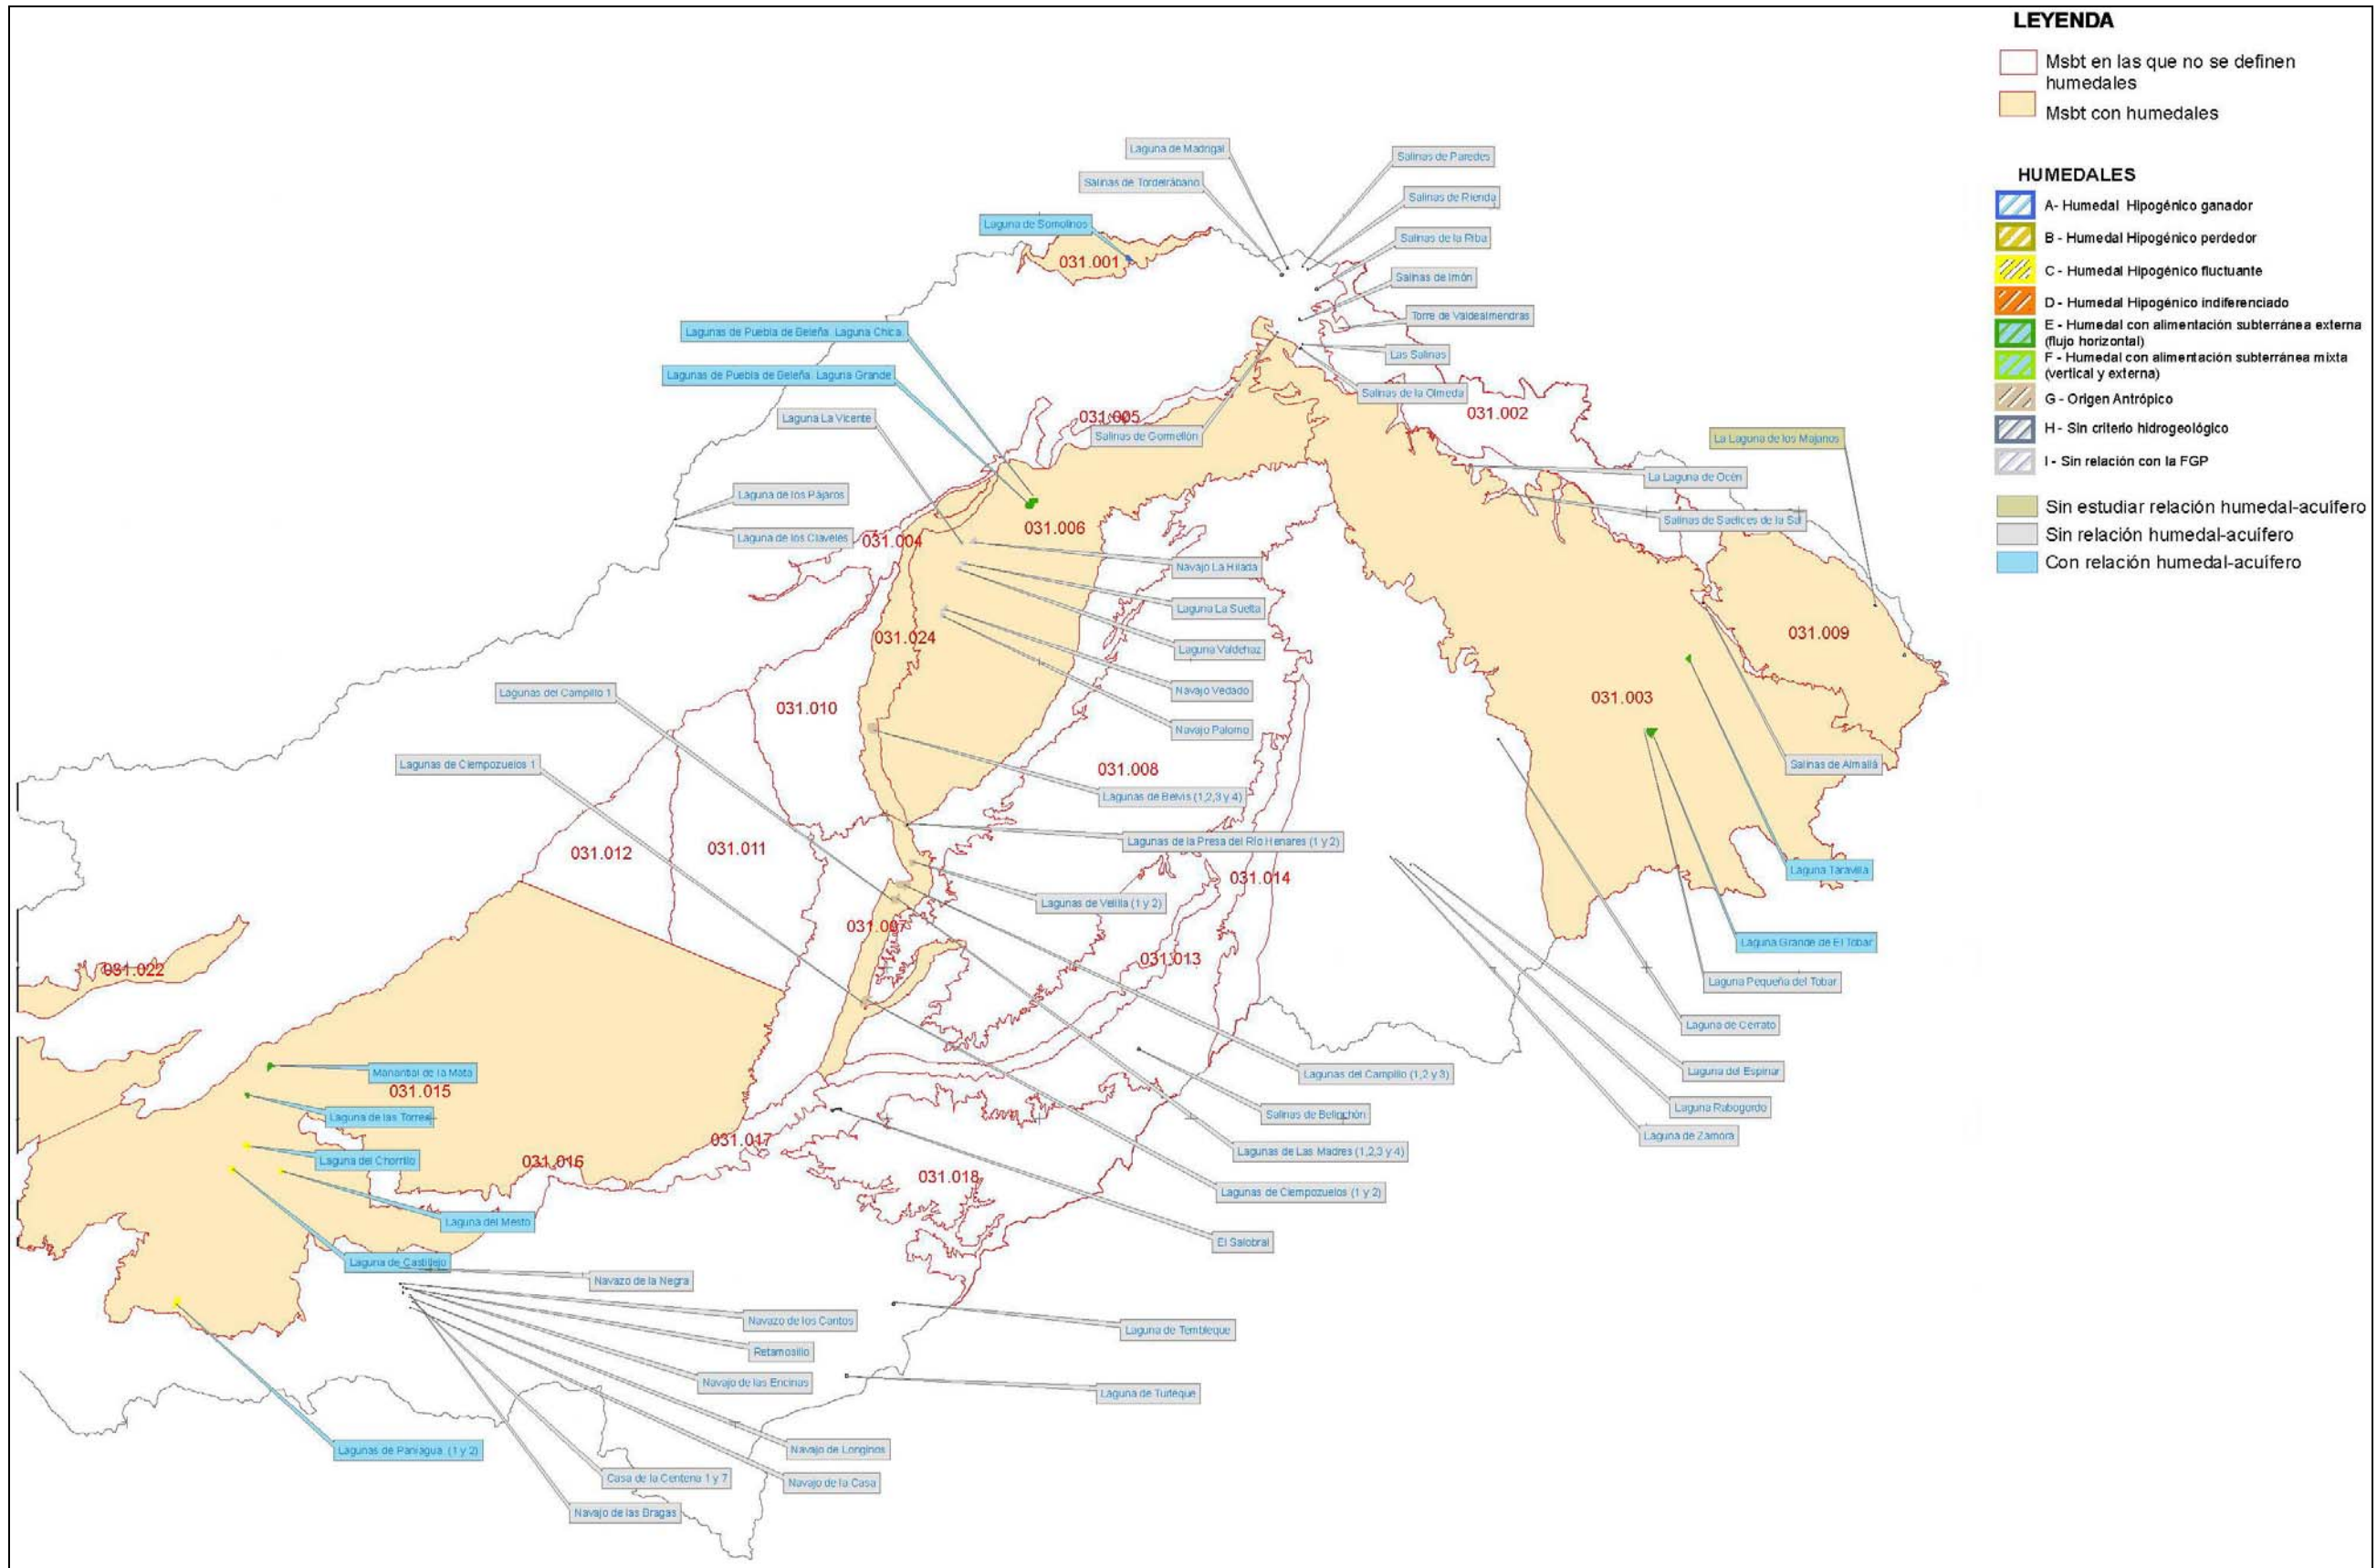 LEYENDA
Msbt en las que no se definen
humedales
Msbt con humedales
HUMEDALES
A- Humedal Hipogénico ganador
B - Humedal Hipogénico perdedor
C - Humedal Hipogénico fluctuante
D - Humedal Hipogénico indiferenciado
E - Humedal con alimentación subterránea externa
(flujo horizontal)
F - Humedal con alimentación subterránea mixta
(vertical y externa)
G - Origen Antrópico
H - Sin criterio hidrogeológico
I - Sin relación con la FGP
Sin estudiar relación humedal-acuífero
Sin relación humedal-acuífero
Con relación humedal-acuífero
Laguna de Madrigal
Salinas de Paredes
Salinas de Tordelrábano
Salinas de Rienda
Laguna de Somolinos
Salinas de la Riba
031.001
Salinas de Imón
Torre de Valdealmendras
Lagunas de Puebla de Beleña. Laguna Chica.
Las Salinas
Lagunas de Puebla de Beleña. Laguna Grande
Salinas de la Olmeda
Laguna La Vicente
031.005
031.002
Salinas de Gormellón
La Laguna de los Majanos
La Laguna de Océn
Laguna de los Pájaros
Salinas de Saelices de la Sal
031.006
Laguna de los Claveles
031.004
Navajo La Hilada
Laguna La Suelta
031.024
031.009
Laguna Valdehaz
Navajo Vedado
Lagunas del Campillo 1
031.003
031.010
Navajo Palomo
Lagunas de Ciempozuelos 1
031.008
Salinas de Almallá
Lagunas de Belvis (1,2,3 y 4)
Lagunas de la Presa del Río Henares (1 y 2)
031.012
031.011
Laguna Taravilla
031.014
Lagunas de Velilla (1 y 2)
031.007
Laguna Grande de El Tobar
031.013
031.022
Laguna Pequeña del Tobar
Laguna de Cerrato
Manantial de la Mata
Lagunas del Campillo (1,2 y 3)
Laguna del Espinar
031.015
Laguna Rabogordo
Laguna de las Torres
Salinas de Belinchón
Laguna de Zamora
031.017
Lagunas de Las Madres (1,2,3 y 4)
Laguna del Chorrillo
031.016
031.018
Lagunas de Ciempozuelos (1 y 2)
Laguna del Mesto
El Salobral
Laguna de Castillejo
Navazo de la Negra
Navazo de los Cantos
Laguna de Tembleque
Retamosillo
Navajo de las Encinas
Laguna de Turleque
Lagunas de Paniagua. (1 y 2)
Navajo de Longinos
Casa de la Centena 1 y 7
Navajo de la Casa
Navajo de las Bragas